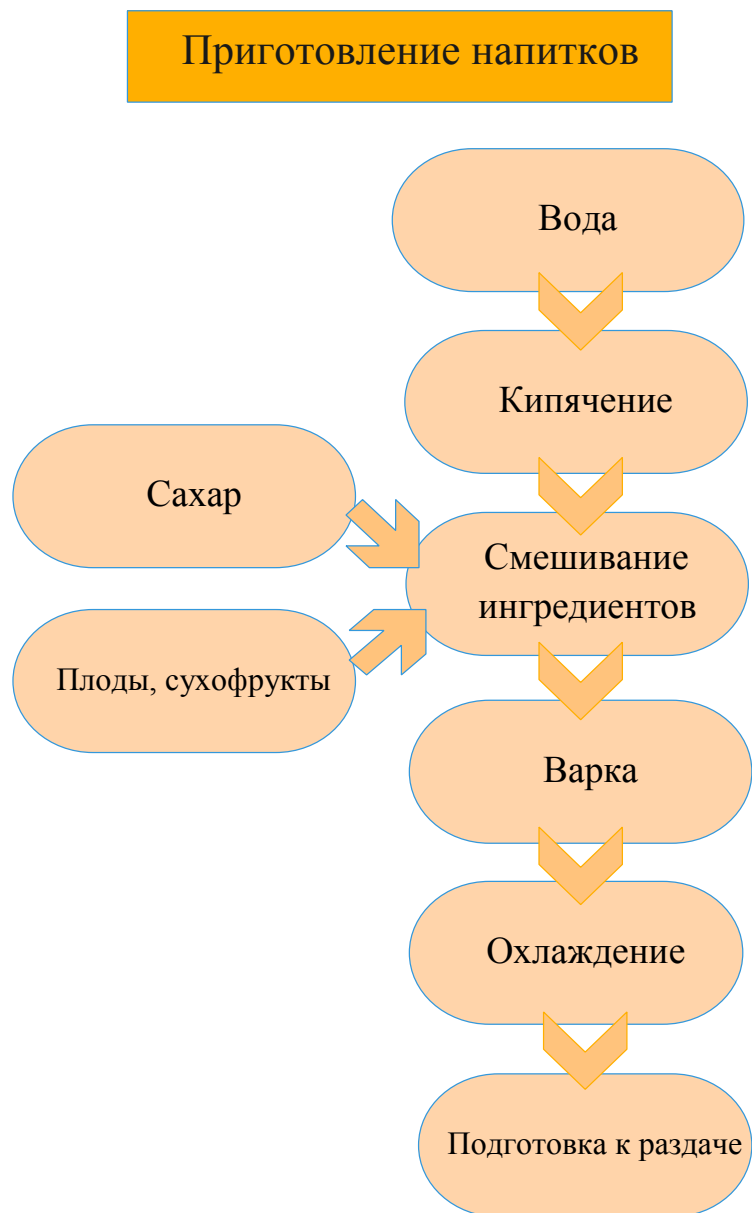 Приготовление напитков
Вода
Кипячение
Сахар
Смешивание
ингредиентов
Плоды, сухофрукты
Варка
Охлаждение
Подготовка к раздаче